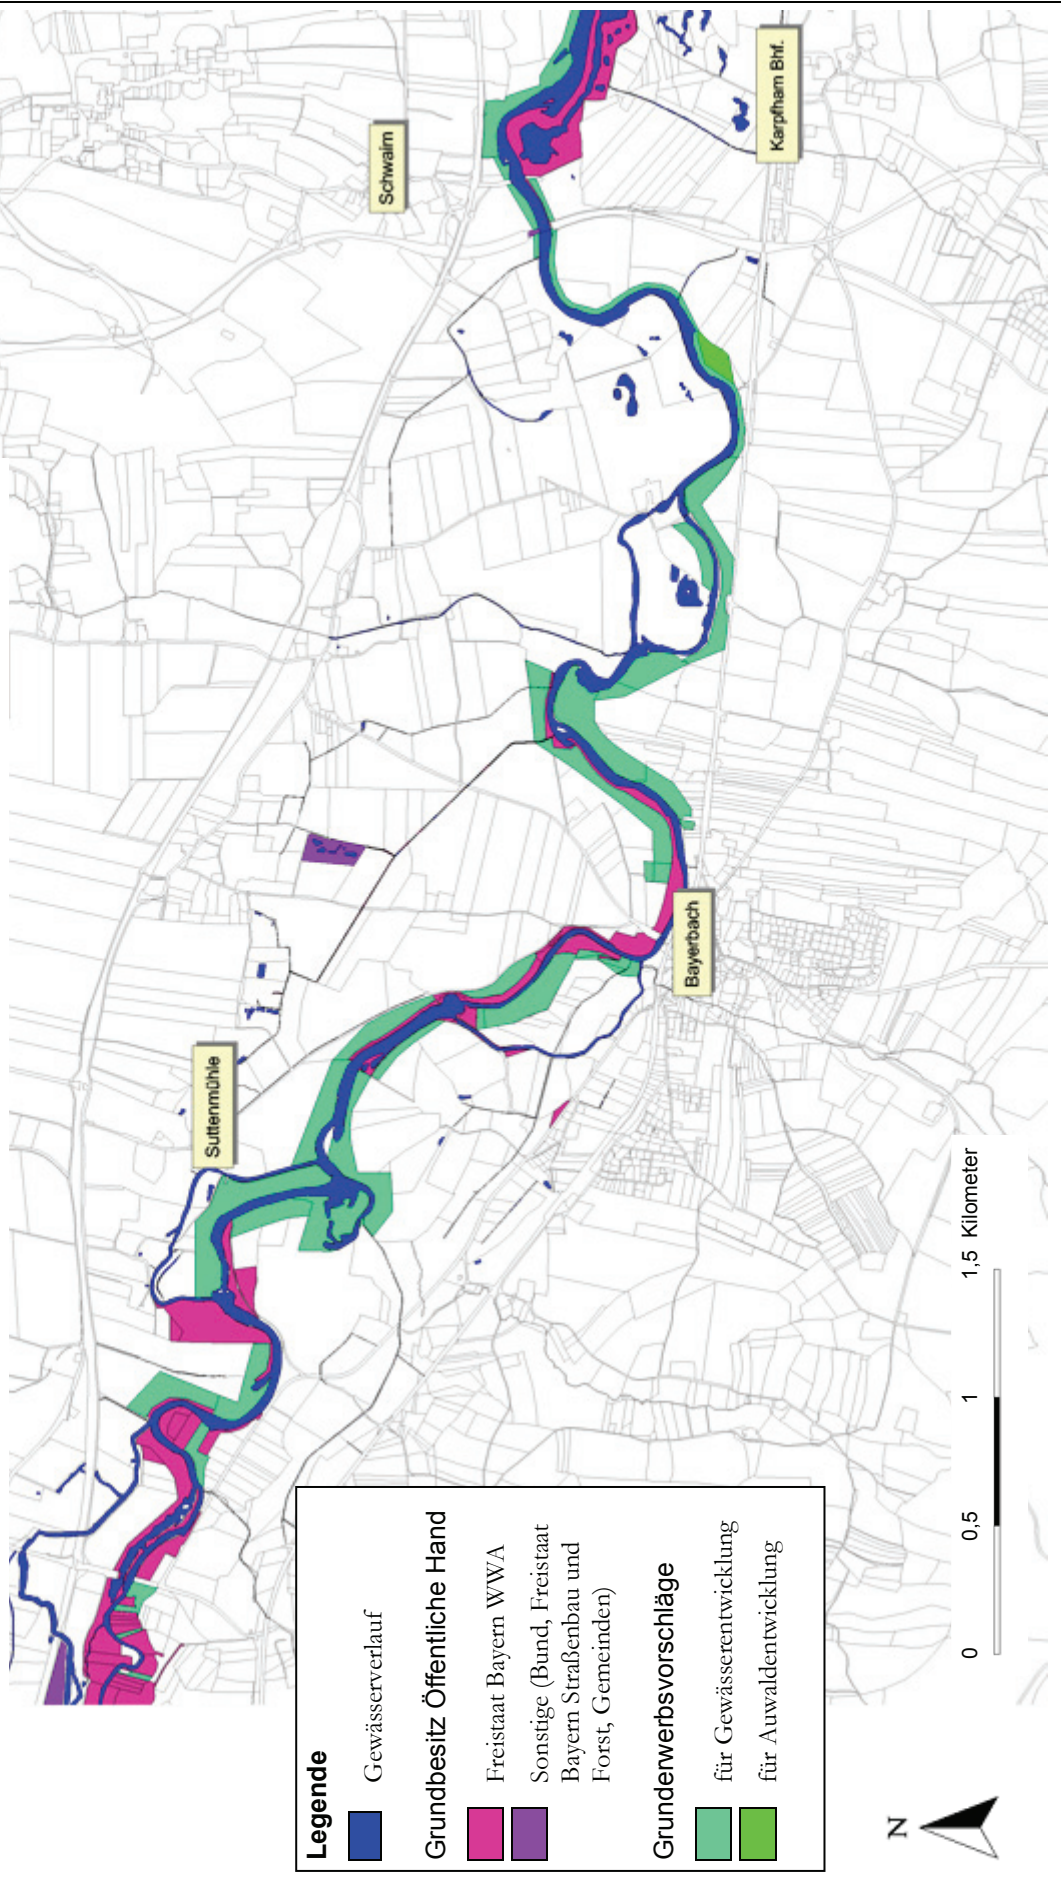 Schwaim
Karpfham Bhf.
Suttenmühle
Bayerbach
Legende
Gewässerverlauf
Grundbesitz Öffentliche Hand
Freistaat Bayern WWA
Sonstige (Bund, Freistaat
Bayern Straßenbau und
Forst, Gemeinden)
Grunderwerbsvorschläge
für Gewässerentwicklung
für Auwaldentwicklung
N
0 0,5 1 1,5 Kilometer